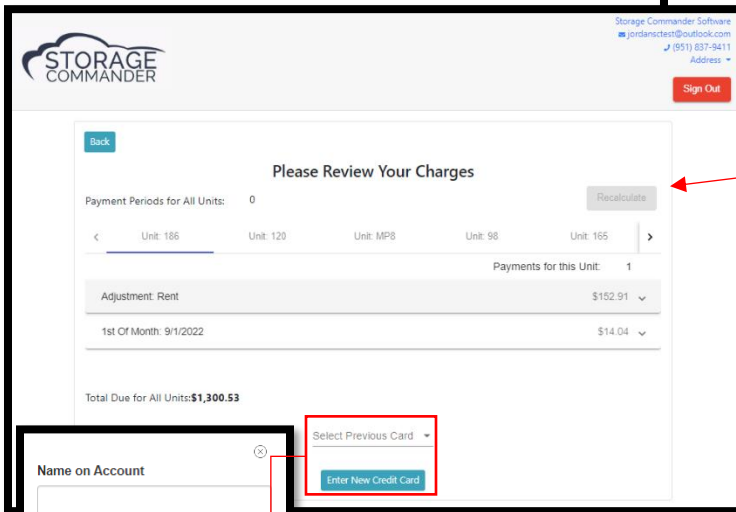 STORAGE
COMMANDER
Storage Commander Software
jordansctest@outlook.com
(951) 837-9411
Address
Sign Out
Back
Please Review Your Charges
Payment Periods for All Units: 0
Recalculate
Unit: 186 Unit: 120 Unit: MP8 Unit: 98 Unit: 165
Payments for this Unit: 1
Adjustment: Rent $152.91
1st Of Month: 9/1/2022 $14.04
Total Due for All Units:$1,300.53
Select Previous Card
Enter New Credit Card
Name on Account